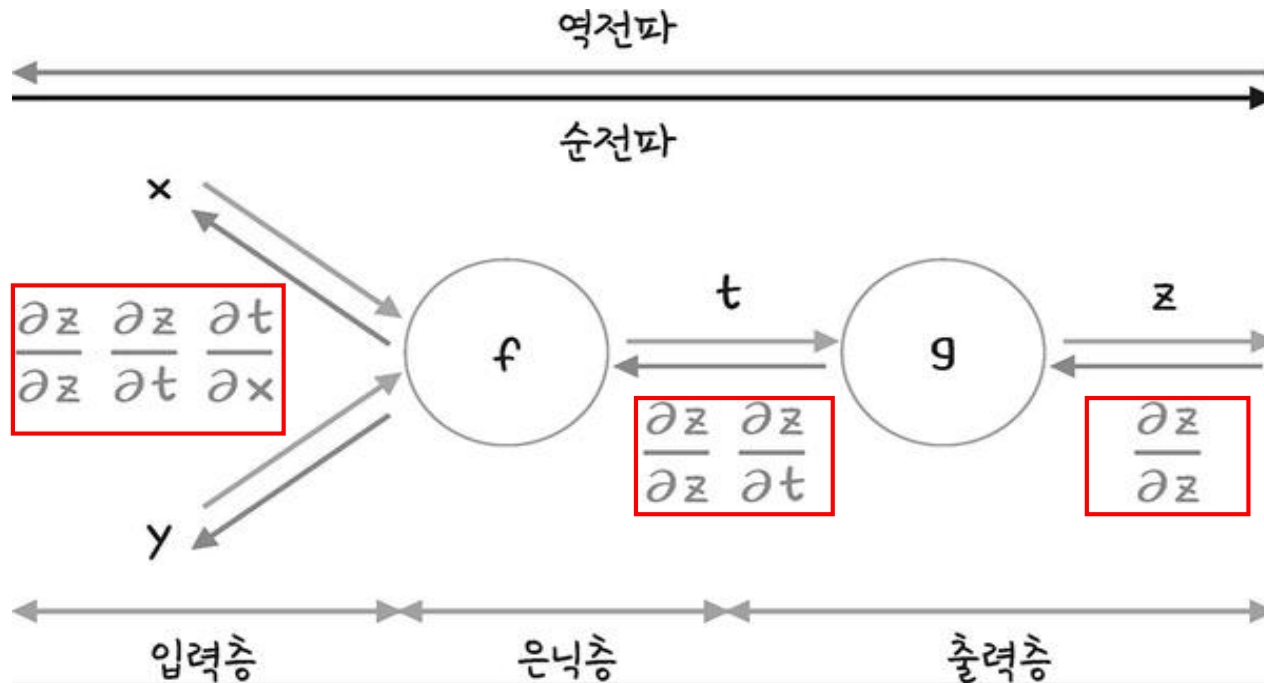 역전파
순전파
x
t
z
∂z ∂z ∂t
∂z ∂t ∂x
f
g
∂z ∂z
∂z ∂t
∂z
∂z
y
입력층
은닉층
출력층